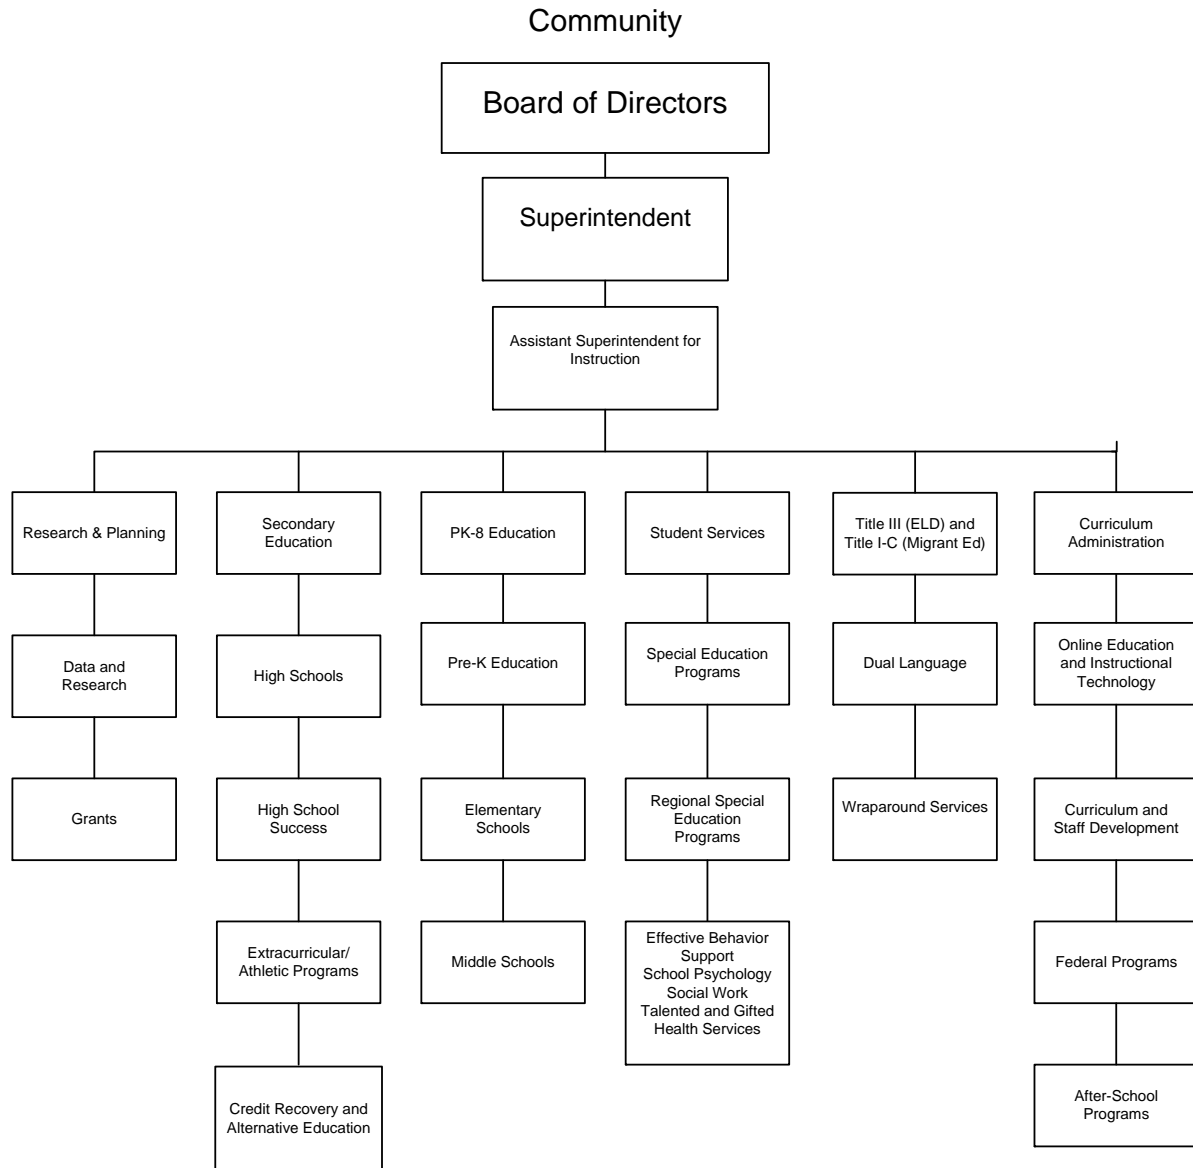 Community
Board of Directors
Superintendent
Assistant Superintendent for
Instruction
Research & Planning
Secondary
Education
PK-8 Education
Student Services
Title III (ELD) and
Title I-C (Migrant Ed)
Curriculum
Administration
Data and
Research
High Schools
Pre-K Education
Special Education
Programs
Dual Language
Online Education
and Instructional
Technology
Grants
High School
Success
Elementary
Schools
Regional Special
Education
Programs
Wraparound Services
Curriculum and
Staff Development
Extracurricular/
Athletic Programs
Middle Schools
Effective Behavior
Support
School Psychology
Social Work
Talented and Gifted
Health Services
Federal Programs
Credit Recovery and
Alternative Education
After-School
Programs